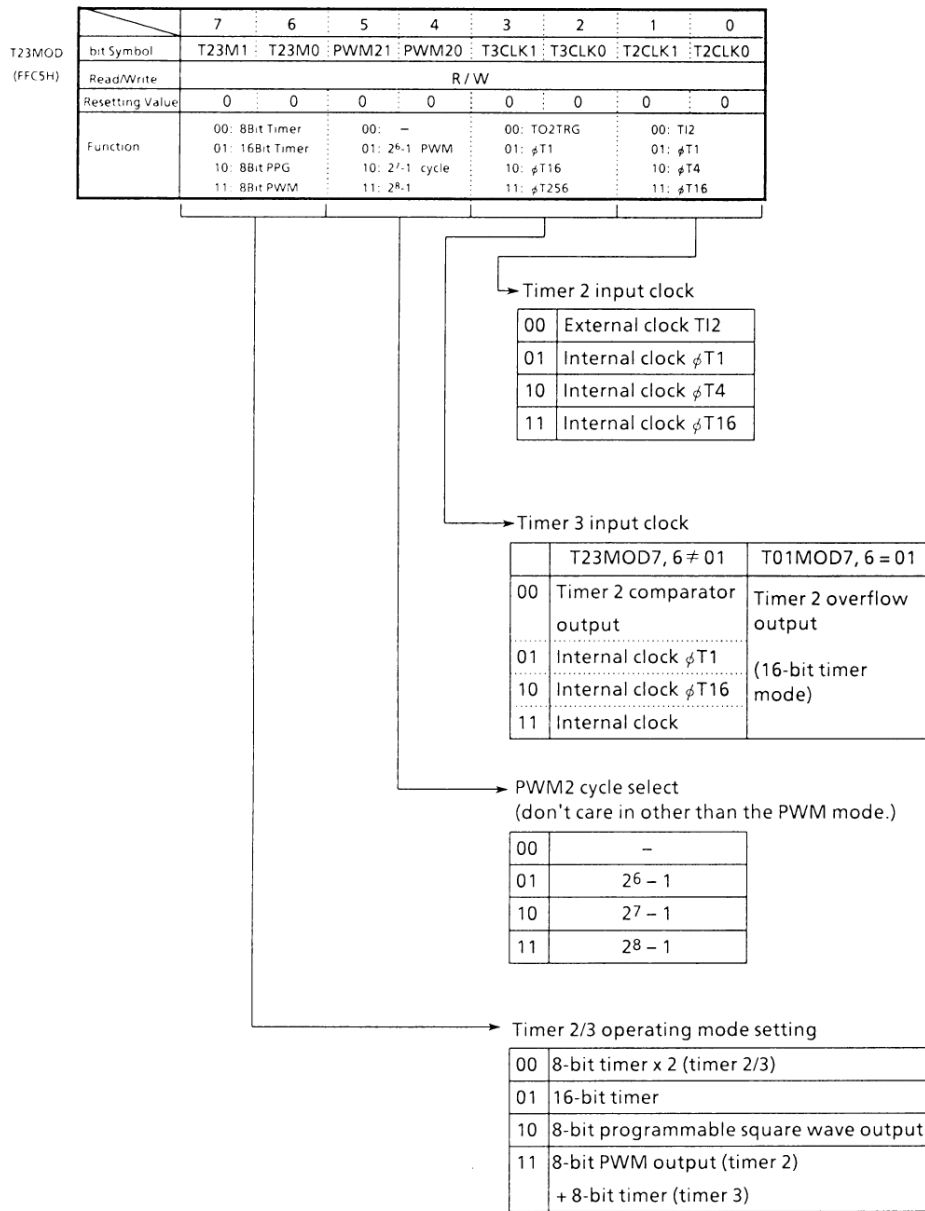 7 6 5 4 3 2 1 0
T23MOD (FFC5H)
bit Symbol T23M1 T23M0 PWM21 PWM20 T3CLK1 T3CLK0 T2CLK1 T2CLK0
Read/Write R / W
Resetting Value 0 0 0 0 0 0 0 0
Function
00: 8Bit Timer 00: – 00: TO2TRG 00: TI2
01: 16Bit Timer 01: 2⁶-1 PWM 01: ϕT1 01: ϕT1
10: 8Bit PPG 10: 2⁷-1 cycle 10: ϕT16 10: ϕT4
11: 8Bit PWM 11: 2⁸-1 11: ϕT256 11: ϕT16
Timer 2 input clock
00 External clock TI2
01 Internal clock ϕT1
10 Internal clock ϕT4
11 Internal clock ϕT16
Timer 3 input clock
T23MOD7, 6 ≠ 01 T01MOD7, 6 = 01
00 Timer 2 comparator output
01 Internal clock ϕT1
10 Internal clock ϕT16
11 Internal clock
Timer 2 overflow
output
(16-bit timer
mode)
PWM2 cycle select
(don't care in other than the PWM mode.)
00 –
01 2⁶ – 1
10 2⁷ – 1
11 2⁸ – 1
Timer 2/3 operating mode setting
00 8-bit timer x 2 (timer 2/3)
01 16-bit timer
10 8-bit programmable square wave output
11 8-bit PWM output (timer 2)
+ 8-bit timer (timer 3)